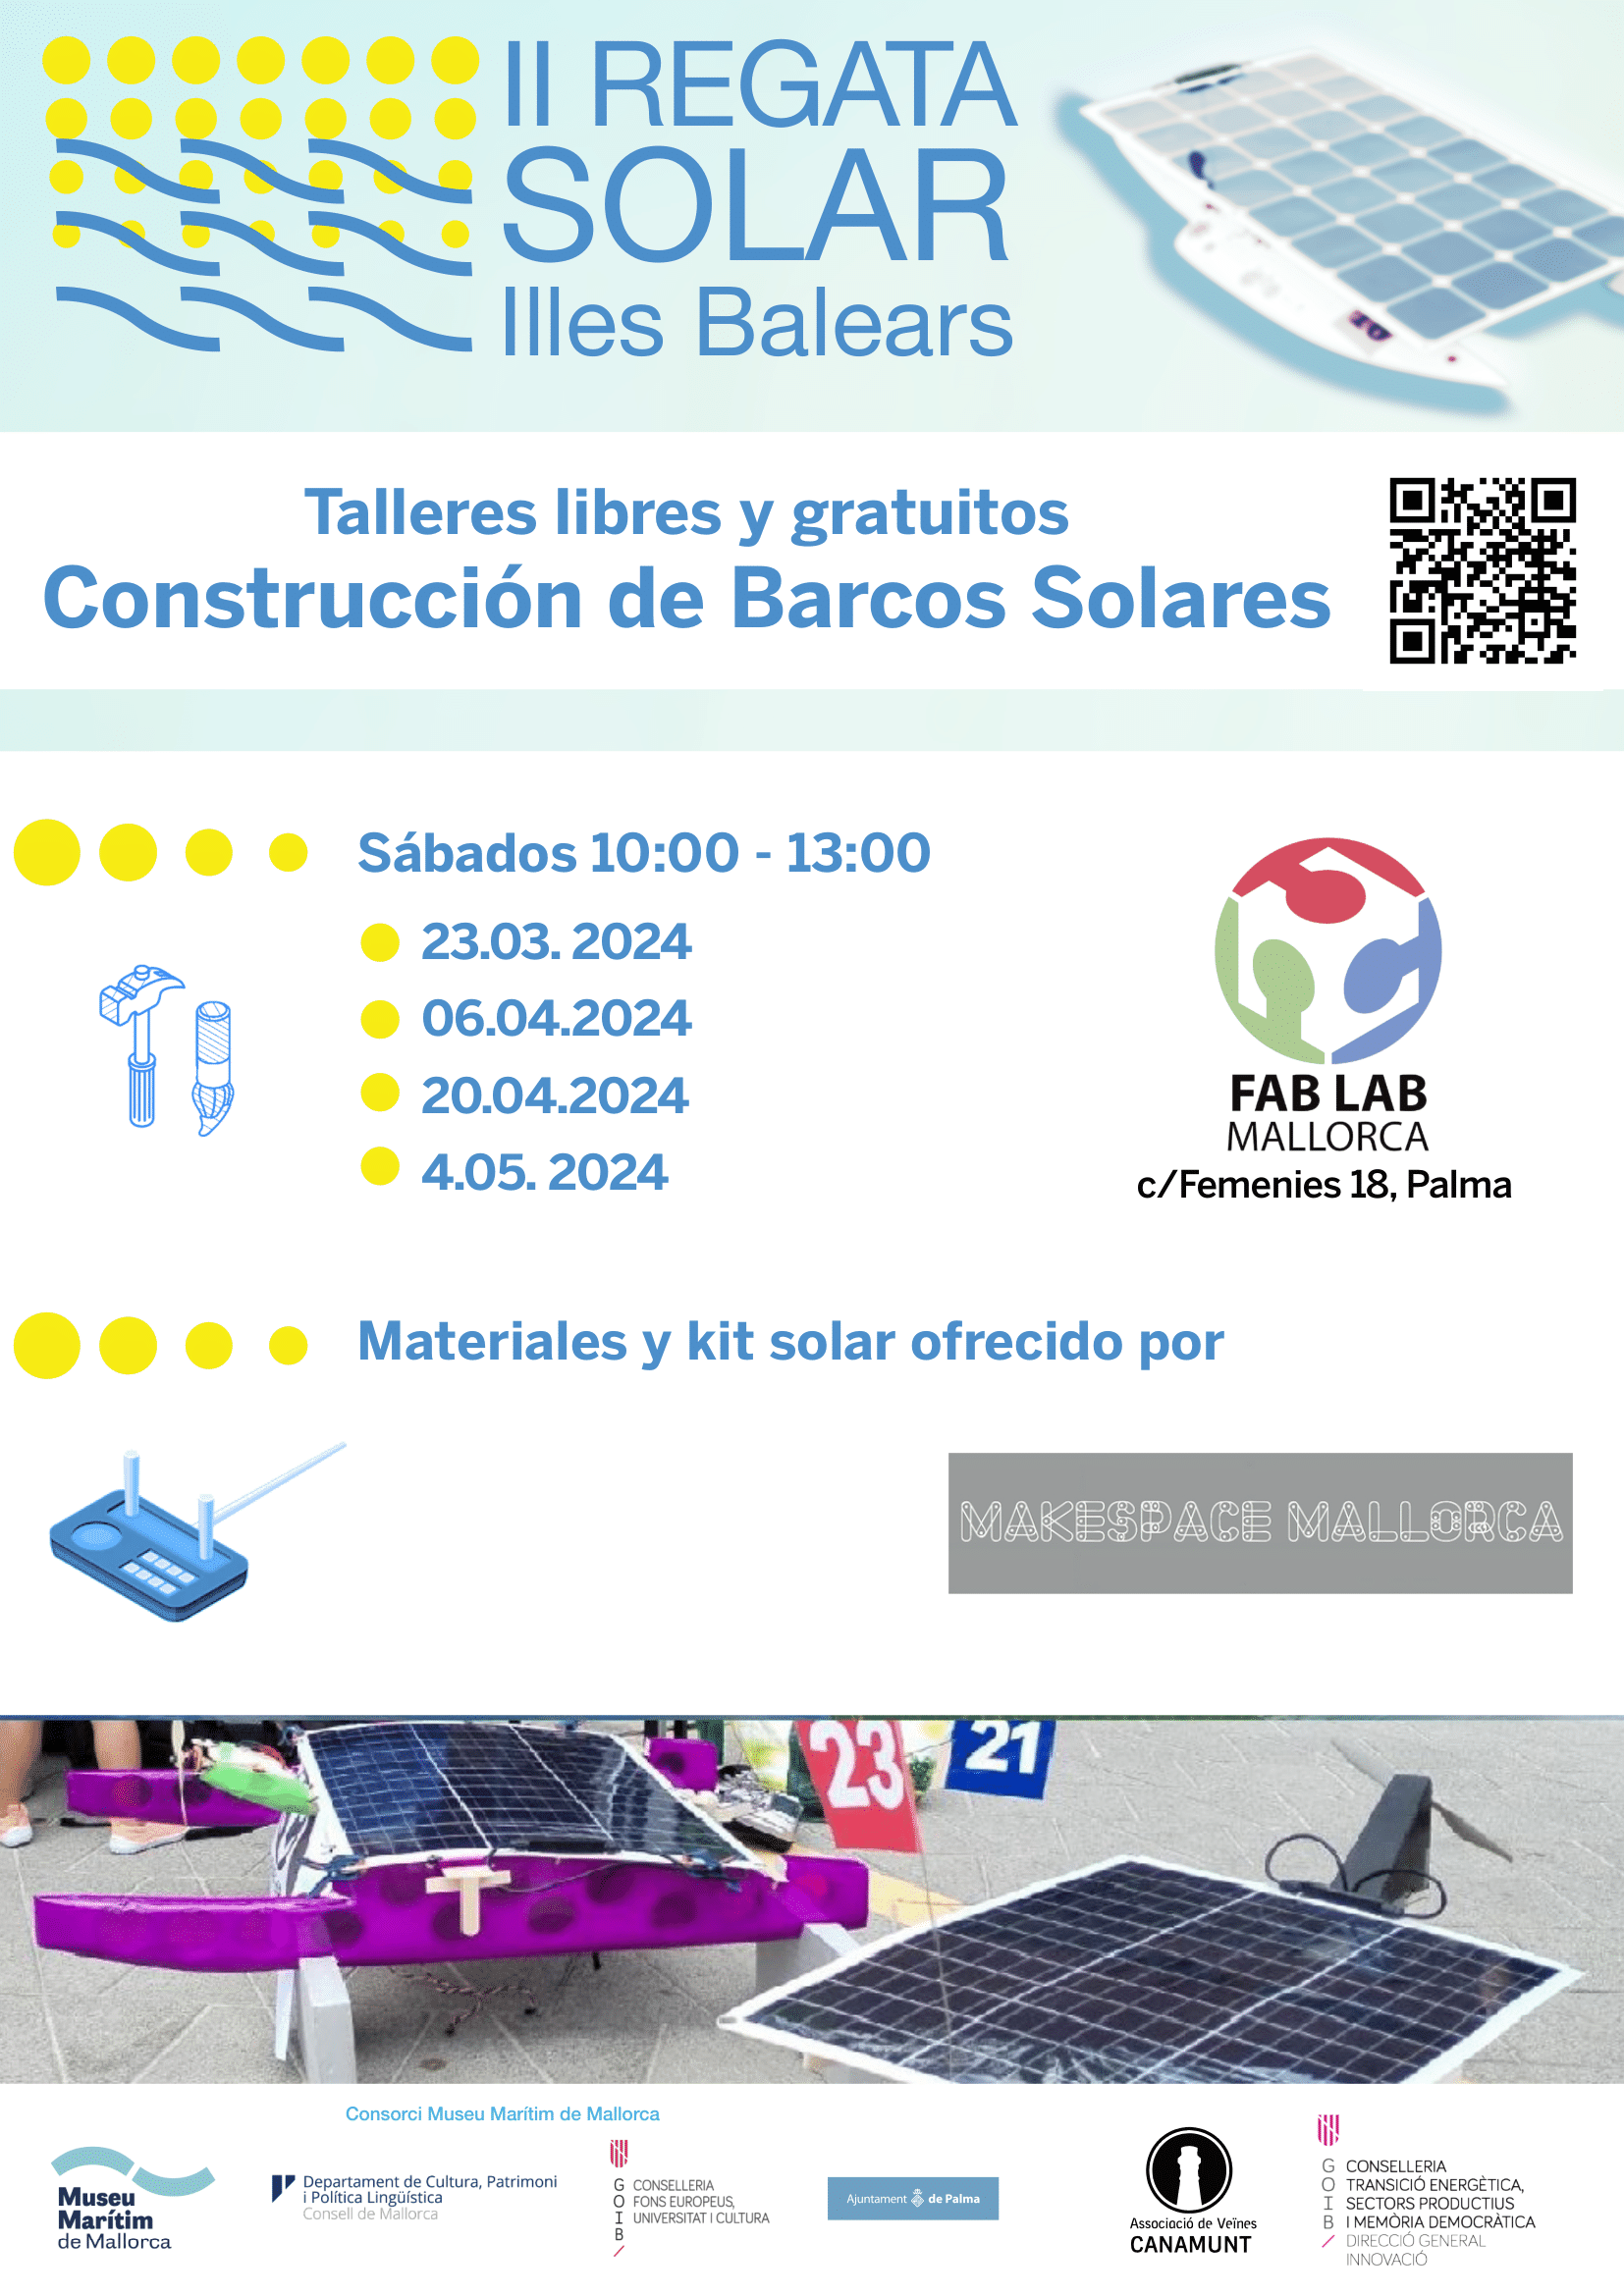 II REGATA
SOLAR
Illes Balears
Talleres libres y gratuitos
Construcción de Barcos Solares
Sábados 10:00 - 13:00
23.03. 2024
06.04.2024
20.04.2024
4.05. 2024
FAB LAB
MALLORCA
c/Femenies 18, Palma
Materiales y kit solar ofrecido por
MAKESPACE MALLORCA
23
21
Consorci Museu Marítim de Mallorca
Museu
Marítim
de Mallorca
Departament de Cultura, Patrimoni
i Política Lingüística
Consell de Mallorca
GOIB/
CONSELLERIA
FONS EUROPEUS,
UNIVERSITAT I CULTURA
Ajuntament de Palma
Associació de Veïnes
CANAMUNT
GOIB/
CONSELLERIA
TRANSICIÓ ENERGÈTICA,
SECTORS PRODUCTIUS
I MEMÒRIA DEMOCRÀTICA
DIRECCIÓ GENERAL
INNOVACIÓ